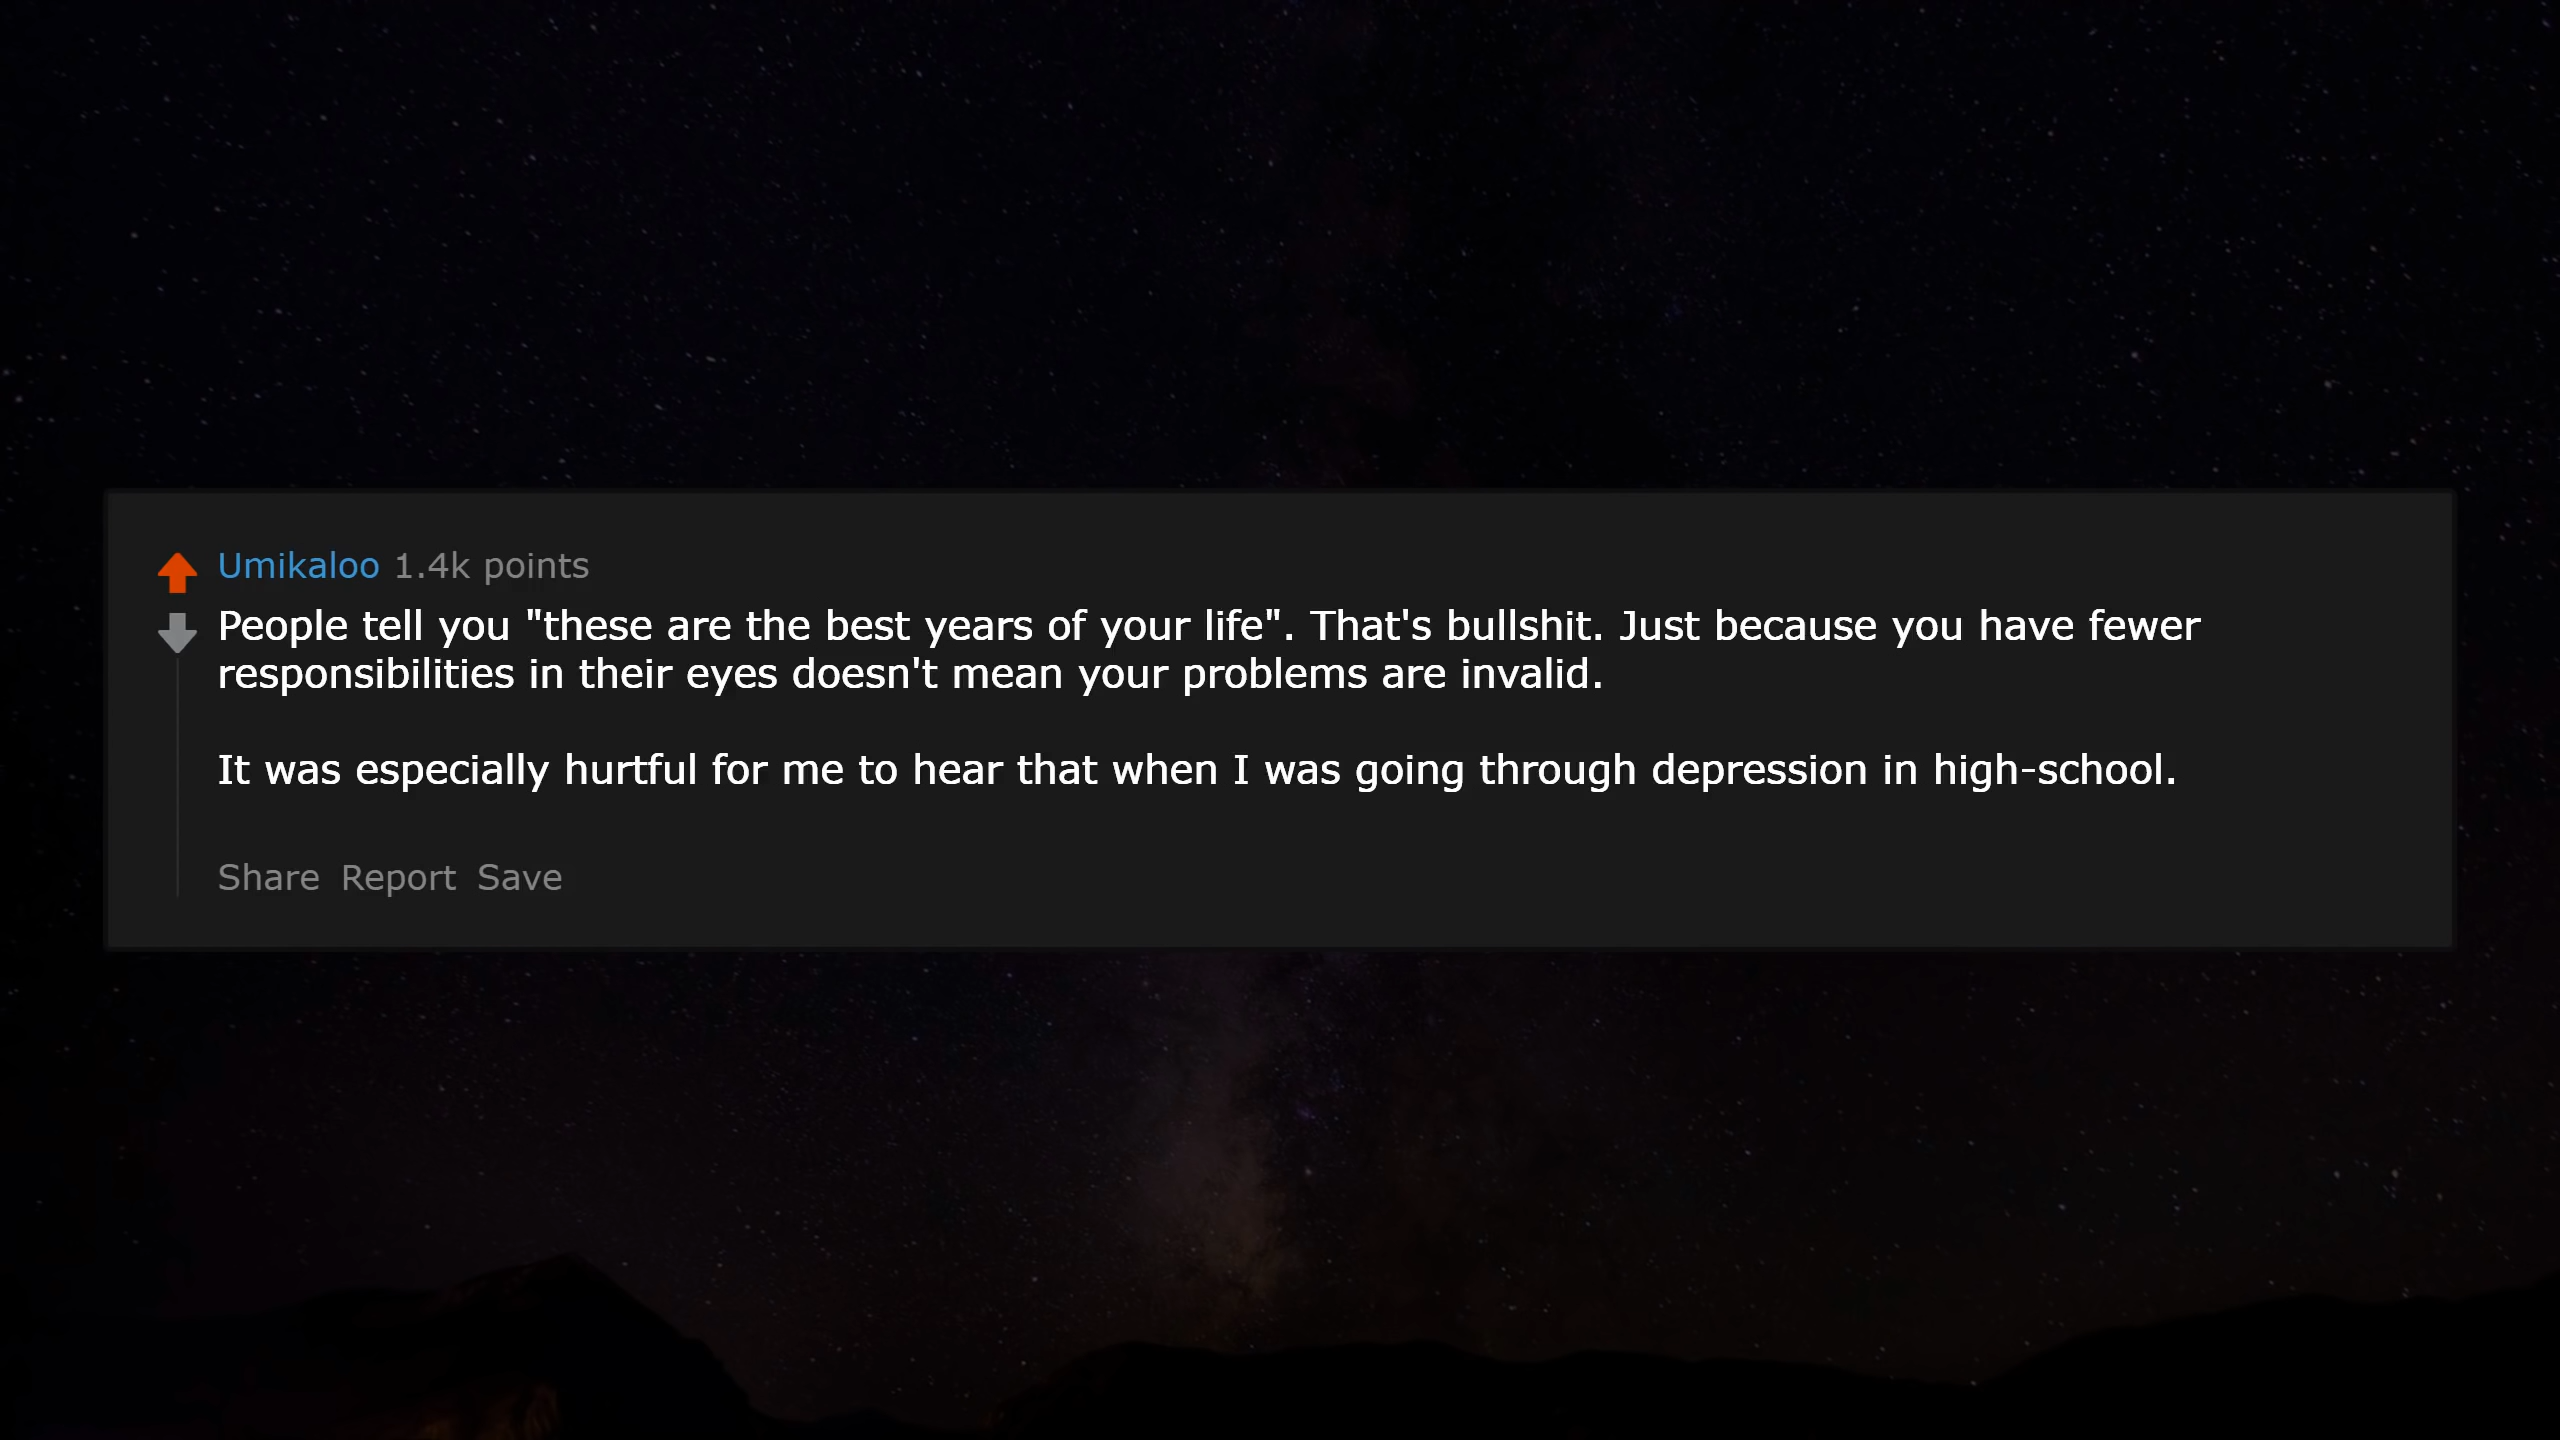 Umikaloo 1.4k points
People tell you "these are the best years of your life". That's bullshit. Just because you have fewer
responsibilities in their eyes doesn't mean your problems are invalid.
It was especially hurtful for me to hear that when I was going through depression in high-school.
Share Report Save